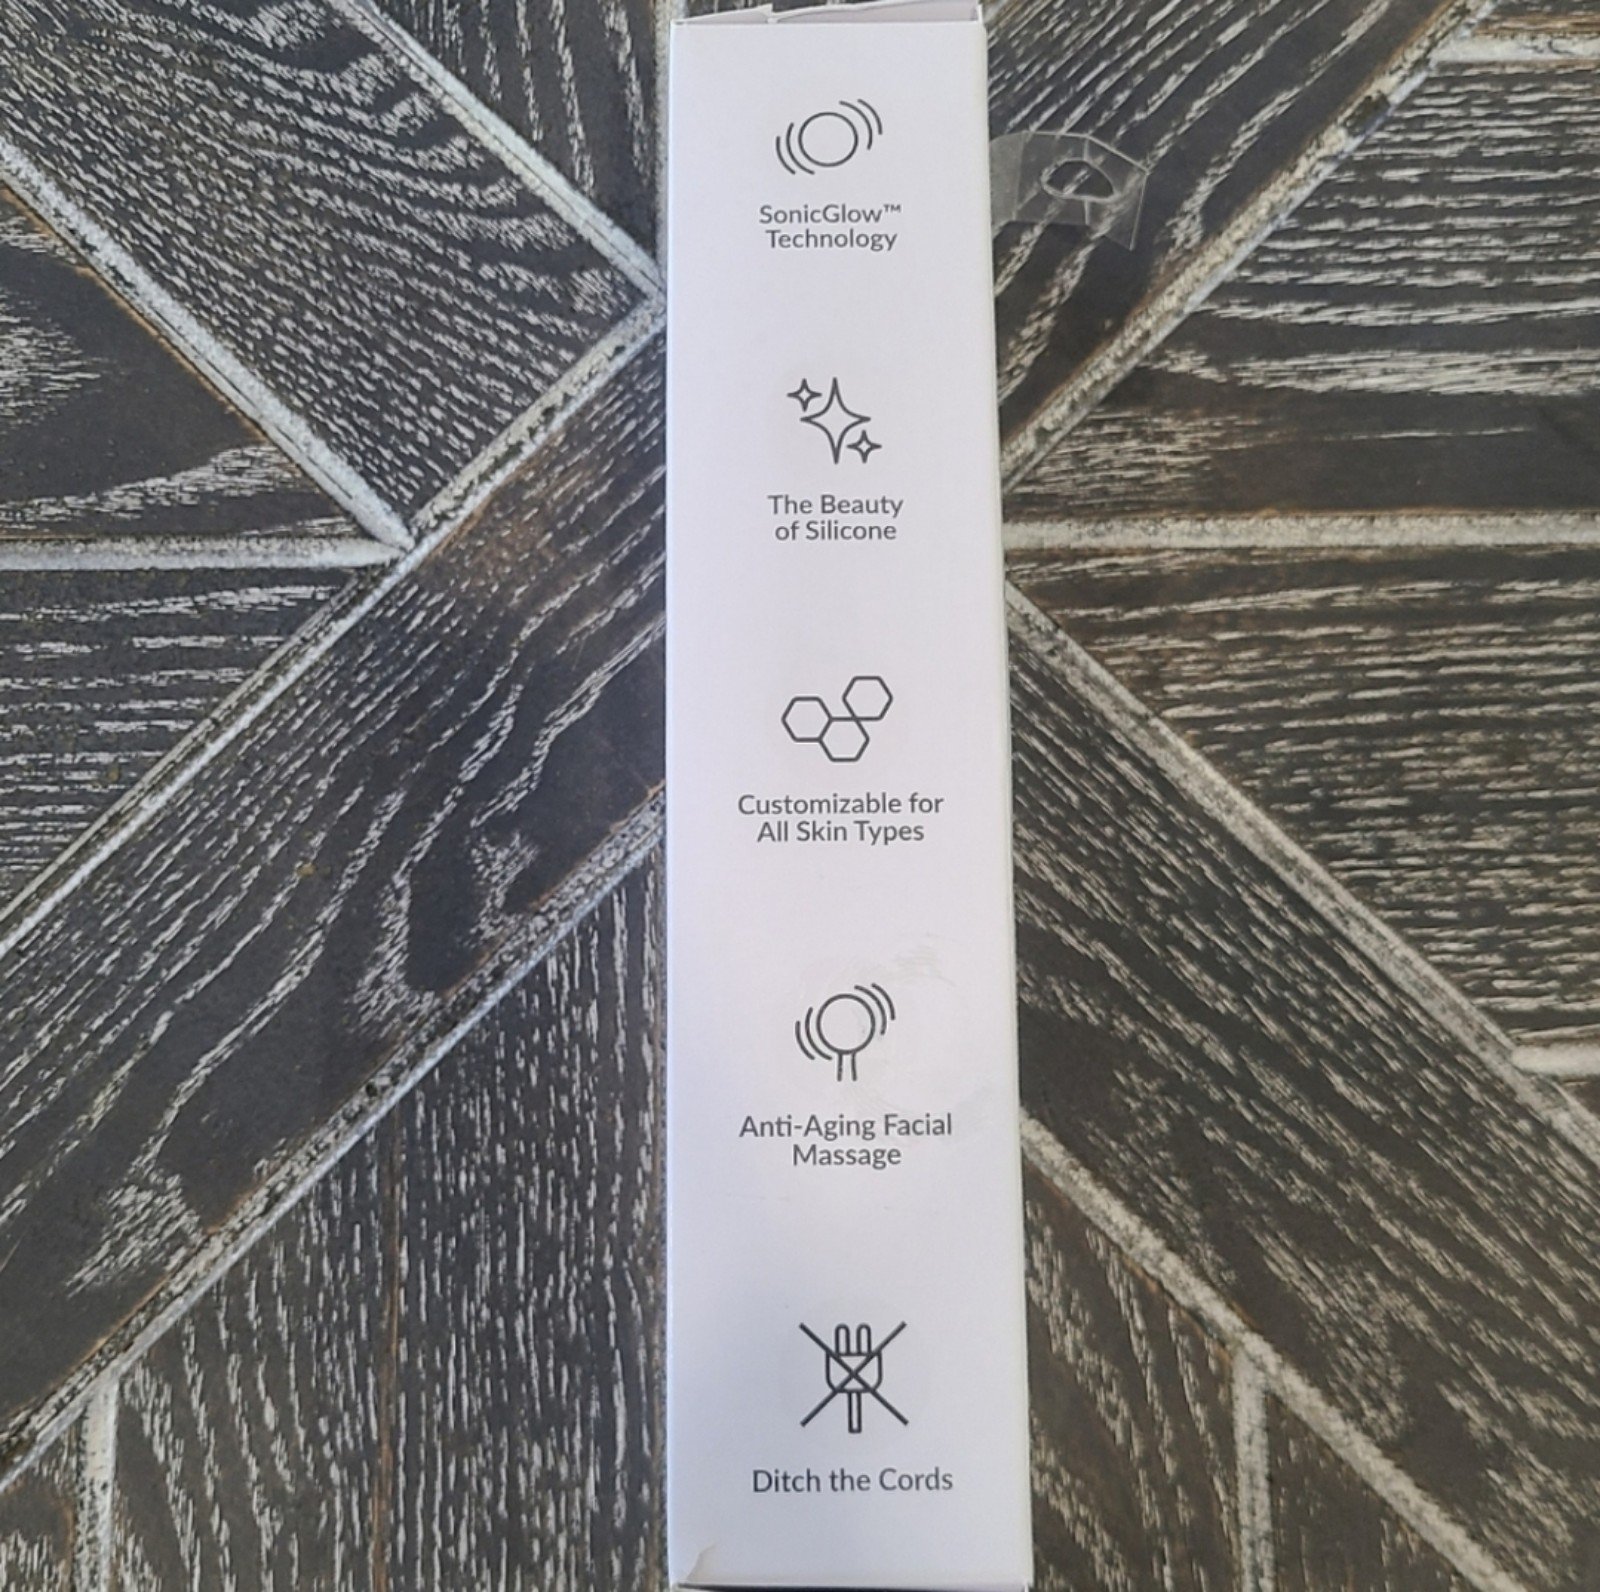 SonicGlow™
Technology
The Beauty
of Silicone
Customizable for
All Skin Types
Anti-Aging Facial
Massage
Ditch the Cords